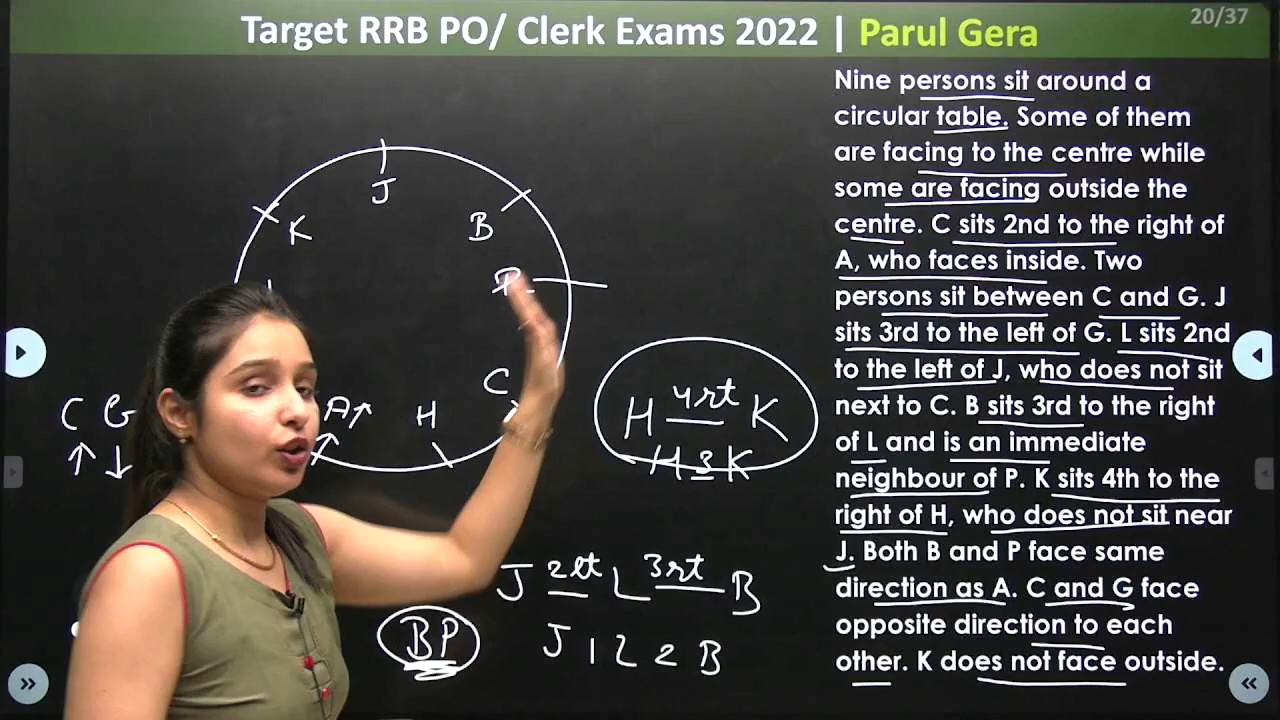 20/37
Target RRB PO/ Clerk Exams 2022 | Parul Gera
Nine persons sit around a
circular table. Some of them
are facing to the centre while
some are facing outside the
centre. C sits 2nd to the right of
A, who faces inside. Two
persons sit between C and G. J
sits 3rd to the left of G. L sits 2nd
to the left of J, who does not sit
next to C. B sits 3rd to the right
of L and is an immediate
neighbour of P. K sits 4th to the
right of H, who does not sit near
J. Both B and P face same
direction as A. C and G face
opposite direction to each
other. K does not face outside.
J
K
B
P
C
A↑
H
C G
↑ ↓
H 4rt K
H 3 K
J 2lt L 3rt B
BP
J 1 L 2 B